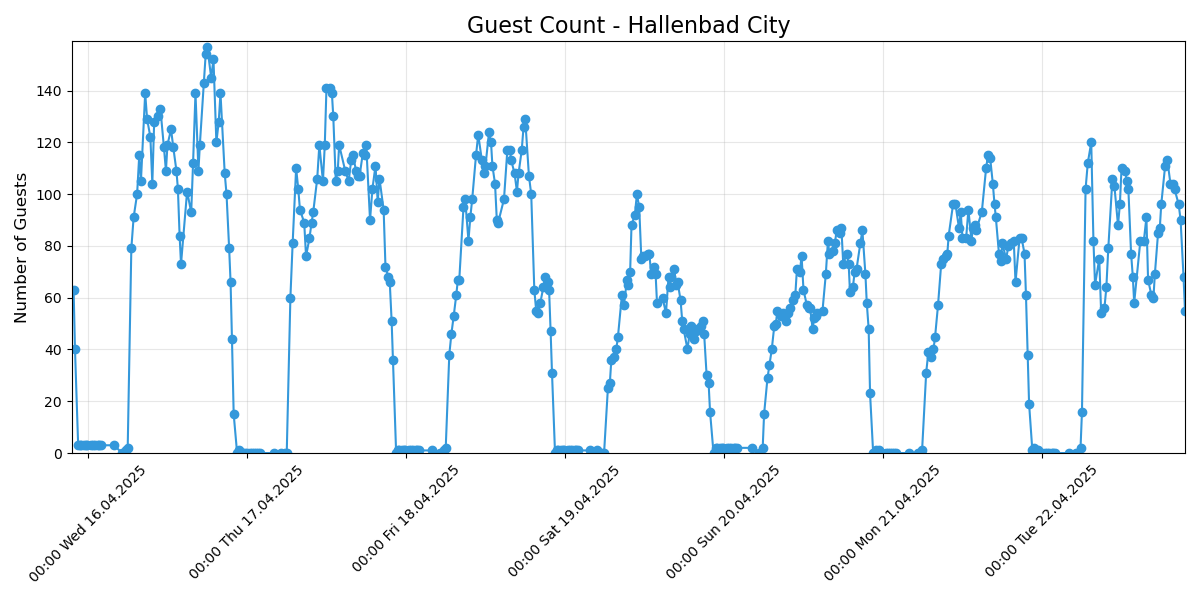 Guest Count - Hallenbad City
Number of Guests
140
120
100
80
60
40
20
0
00:00 Wed 16.04.2025
00:00 Thu 17.04.2025
00:00 Fri 18.04.2025
00:00 Sat 19.04.2025
00:00 Sun 20.04.2025
00:00 Mon 21.04.2025
00:00 Tue 22.04.2025